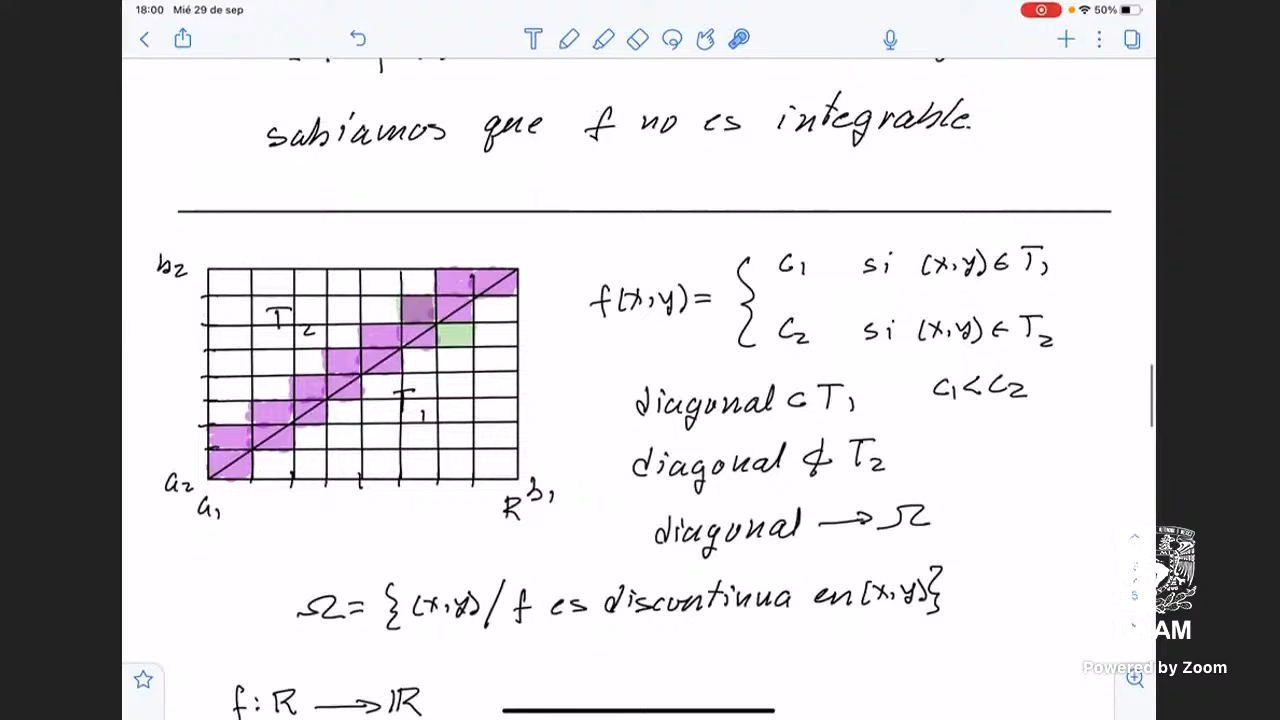 18:00 Mié 29 de sep
50%
sabíamos que f no es integrable.
b2
T2
T1
a2
a1
R b1
f(x,y) = { c1 si (x,y) ∈ T1
c2 si (x,y) ∈ T2
diagonal ⊂ T1 c1 < c2
diagonal ⊄ T2
diagonal → Ω
Ω = {(x,y) / f es discontinua en (x,y)}
f: R → ℝ
UNAM
Powered by Zoom